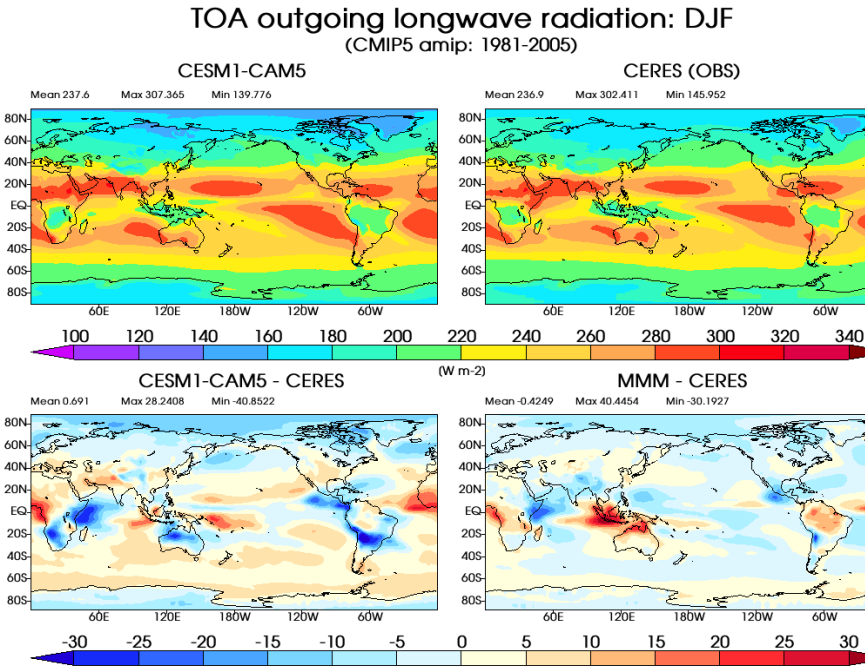 TOA outgoing longwave radiation: DJF
(CMIP5 amip: 1981-2005)
CESM1-CAM5
CERES (OBS)
Mean 237.6 Max 307.365 Min 139.776
Mean 236.9 Max 302.411 Min 145.952
80N
60N
40N
20N
EQ
20S
40S
60S
80S
60E 120E 180W 120W 60W
80N
60N
40N
20N
EQ
20S
40S
60S
80S
60E 120E 180W 120W 60W
100 120 140 160 180 200 220 240 260 280 300 320 340
(W m-2)
CESM1-CAM5 - CERES
MMM - CERES
Mean 0.691 Max 28.2408 Min -40.8522
Mean -0.4249 Max 40.4454 Min -30.1927
80N
60N
40N
20N
EQ
20S
40S
60S
80S
60E 120E 180W 120W 60W
80N
60N
40N
20N
EQ
20S
40S
60S
80S
60E 120E 180W 120W 60W
-30 -25 -20 -15 -10 -5 0 5 10 15 20 25 30